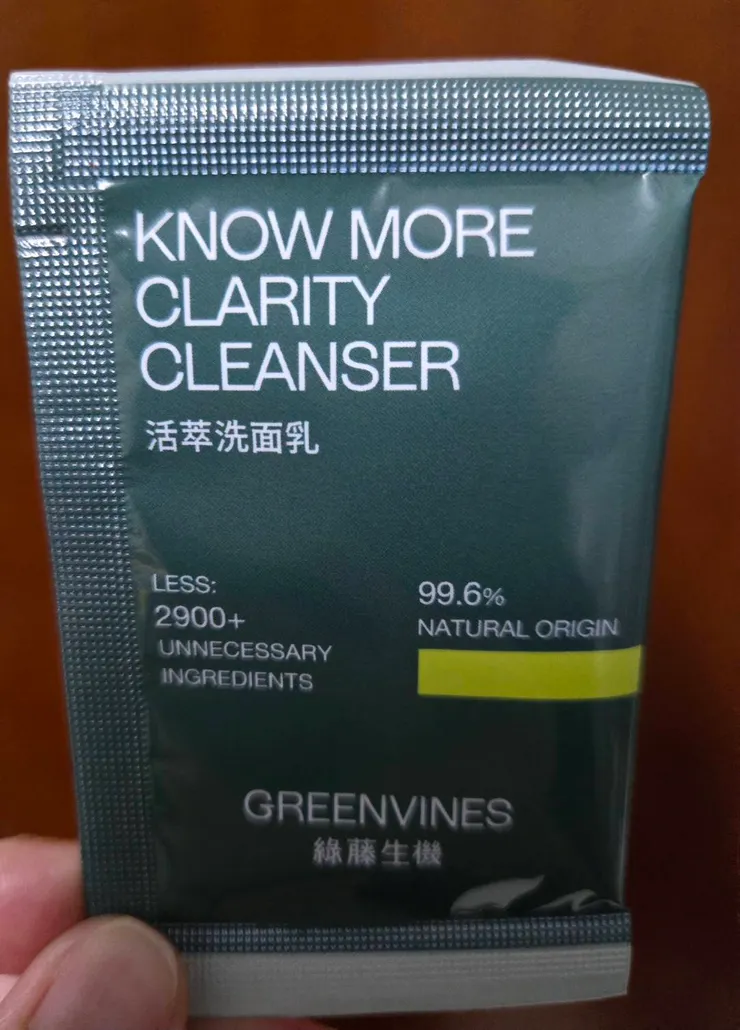 KNOW MORE
CLARITY
CLEANSER
活萃洗面乳
LESS:
2900+
UNNECESSARY
INGREDIENTS
99.6%
NATURAL ORIGIN
GREENVINES
綠藤生機